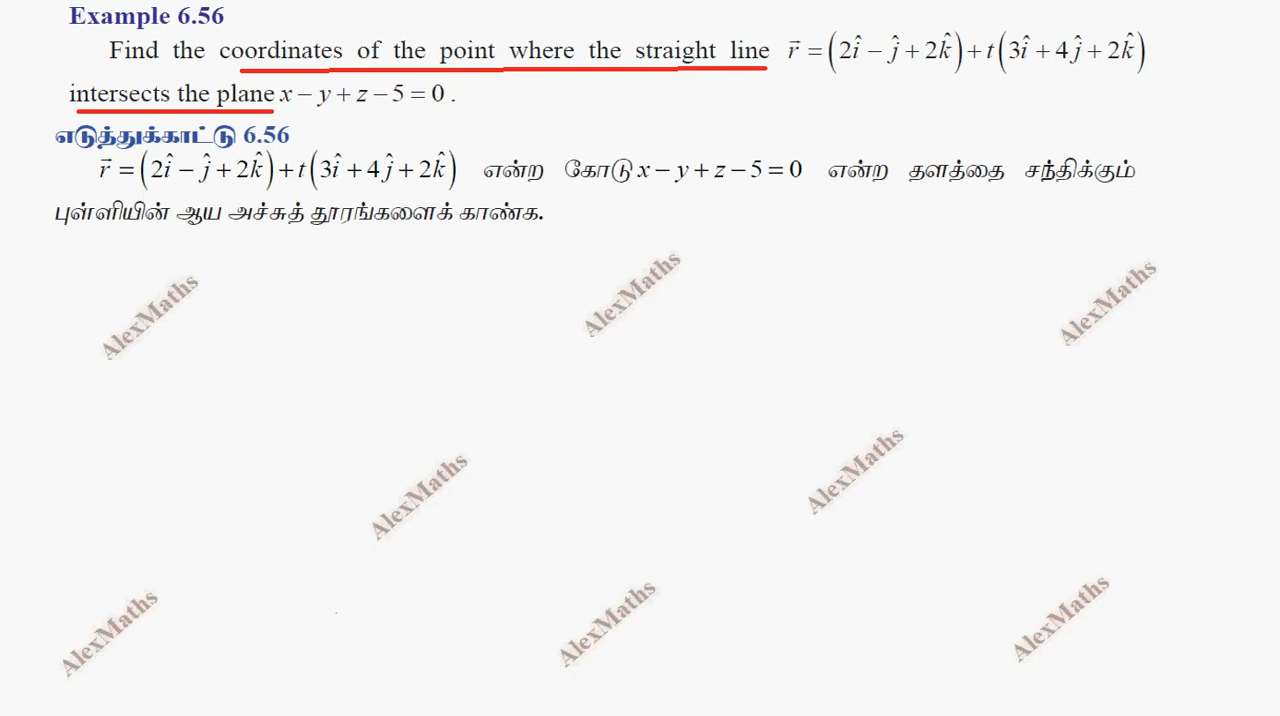 Example 6.56
Find the coordinates of the point where the straight line r⃗ = (2î − ĵ + 2k̂) + t(3î + 4ĵ + 2k̂)
intersects the plane x − y + z − 5 = 0 .
எடுத்துக்காட்டு 6.56
r⃗ = (2î − ĵ + 2k̂) + t(3î + 4ĵ + 2k̂) என்ற கோடு x − y + z − 5 = 0 என்ற தளத்தை சந்திக்கும்
புள்ளியின் ஆய அச்சுத் தூரங்களைக் காண்க.
AlexMaths
AlexMaths
AlexMaths
AlexMaths
AlexMaths
AlexMaths
AlexMaths
AlexMaths